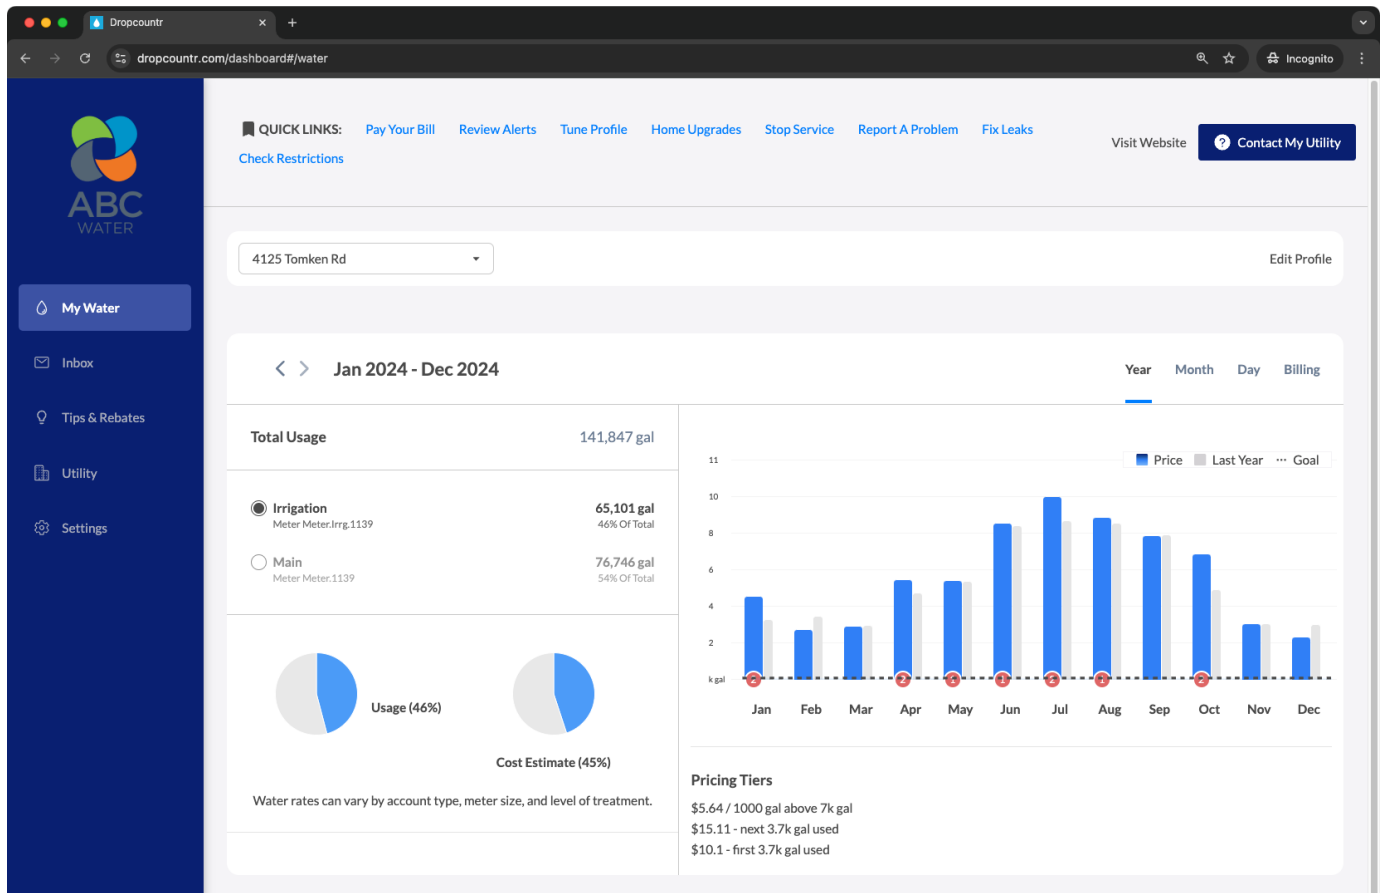 Dropcountr
dropcountr.com/dashboard#/water
Incognito
ABC
WATER
My Water
Inbox
Tips & Rebates
Utility
Settings
QUICK LINKS: Pay Your Bill Review Alerts Tune Profile Home Upgrades Stop Service Report A Problem Fix Leaks
Check Restrictions
Visit Website
Contact My Utility
4125 Tomken Rd
Edit Profile
Jan 2024 - Dec 2024
Year Month Day Billing
Total Usage 141,847 gal
Irrigation 65,101 gal
Meter Meter.Irrg.1139 46% Of Total
Main 76,746 gal
Meter Meter.1139 54% Of Total
Usage (46%)
Cost Estimate (45%)
Water rates can vary by account type, meter size, and level of treatment.
Price Last Year Goal
11
10
8
6
4
2
k gal
2 2 1 1 2 1 2
Jan Feb Mar Apr May Jun Jul Aug Sep Oct Nov Dec
Pricing Tiers
$5.64 / 1000 gal above 7k gal
$15.11 - next 3.7k gal used
$10.1 - first 3.7k gal used